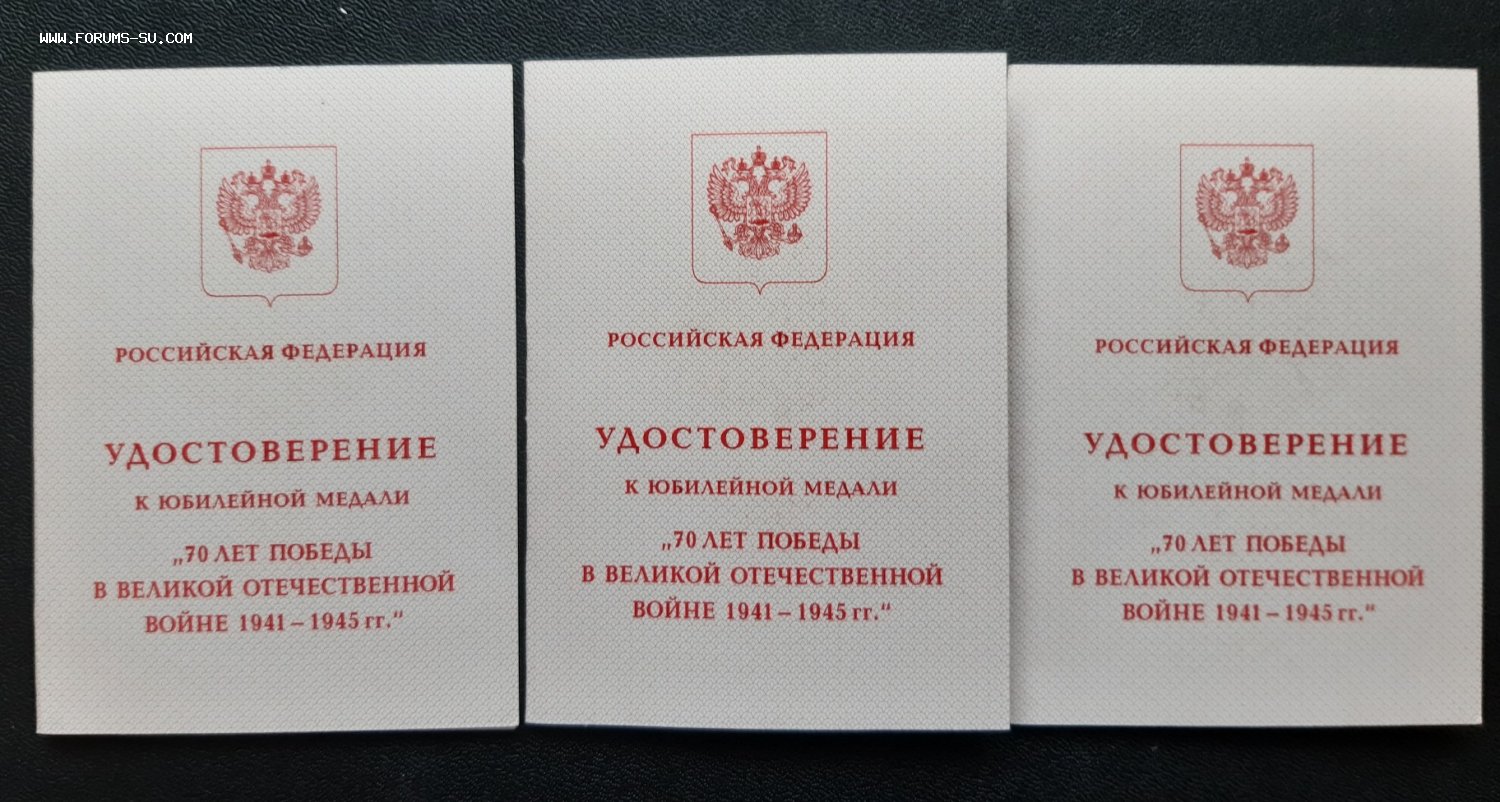 www.forums-su.com
РОССИЙСКАЯ ФЕДЕРАЦИЯ
УДОСТОВЕРЕНИЕ
К ЮБИЛЕЙНОЙ МЕДАЛИ
„70 ЛЕТ ПОБЕДЫ
В ВЕЛИКОЙ ОТЕЧЕСТВЕННОЙ
ВОЙНЕ 1941 – 1945 гг.“
РОССИЙСКАЯ ФЕДЕРАЦИЯ
УДОСТОВЕРЕНИЕ
К ЮБИЛЕЙНОЙ МЕДАЛИ
„70 ЛЕТ ПОБЕДЫ
В ВЕЛИКОЙ ОТЕЧЕСТВЕННОЙ
ВОЙНЕ 1941 – 1945 гг.“
РОССИЙСКАЯ ФЕДЕРАЦИЯ
УДОСТОВЕРЕНИЕ
К ЮБИЛЕЙНОЙ МЕДАЛИ
„70 ЛЕТ ПОБЕДЫ
В ВЕЛИКОЙ ОТЕЧЕСТВЕННОЙ
ВОЙНЕ 1941 – 1945 гг.“